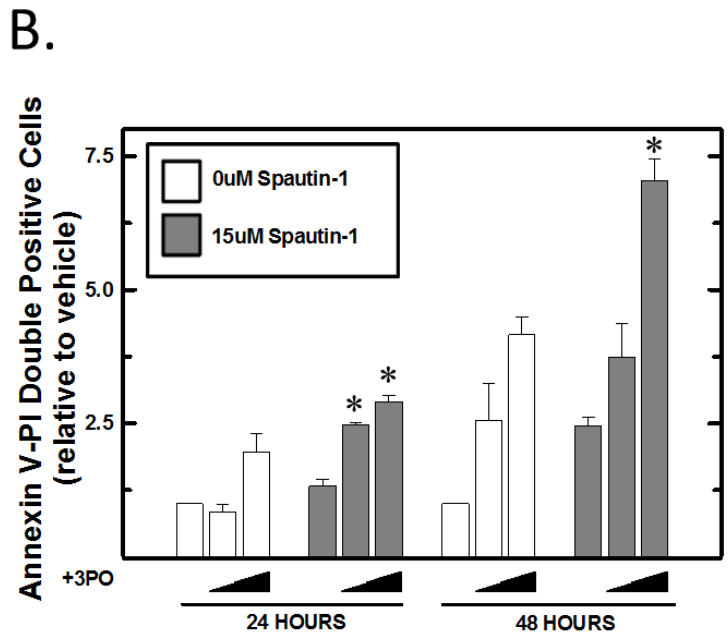 B.
Annexin V-PI Double Positive Cells
(relative to vehicle)
7.5
5.0
2.5
0uM Spautin-1
15uM Spautin-1
*
*
*
+3PO
24 HOURS
48 HOURS